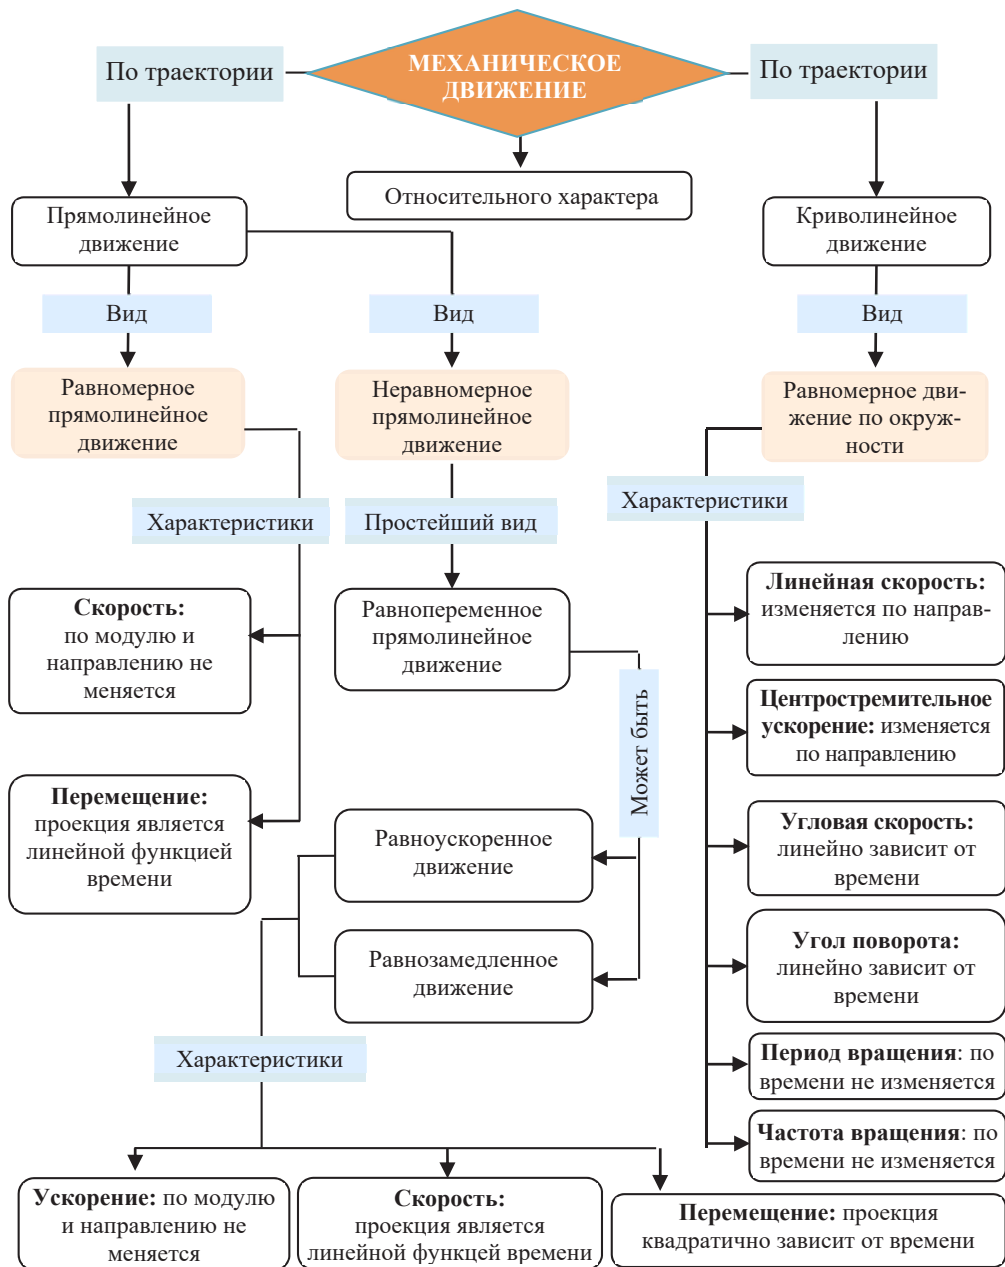 По траектории
МЕХАНИЧЕСКОЕ
ДВИЖЕНИЕ
По траектории
Относительного характера
Прямолинейное
движение
Криволинейное
движение
Вид
Вид
Вид
Равномерное
прямолинейное
движение
Неравномерное
прямолинейное
движение
Равномерное дви-
жение по окруж-
ности
Характеристики
Простейший вид
Характеристики
Скорость:
по модулю и
направлению не
меняется
Равнопеременное
прямолинейное
движение
Линейная скорость:
изменяется по направ-
лению
Может быть
Центростремительное
ускорение: изменяется
по направлению
Перемещение:
проекция является
линейной функцией
времени
Равноускоренное
движение
Угловая скорость:
линейно зависит от
времени
Равнозамедленное
движение
Угол поворота:
линейно зависит от
времени
Характеристики
Период вращения: по
времени не изменяется
Частота вращения: по
времени не изменяется
Ускорение: по модулю
и направлению не
меняется
Скорость:
проекция является
линейной функцей времени
Перемещение: проекция
квадратично зависит от времени